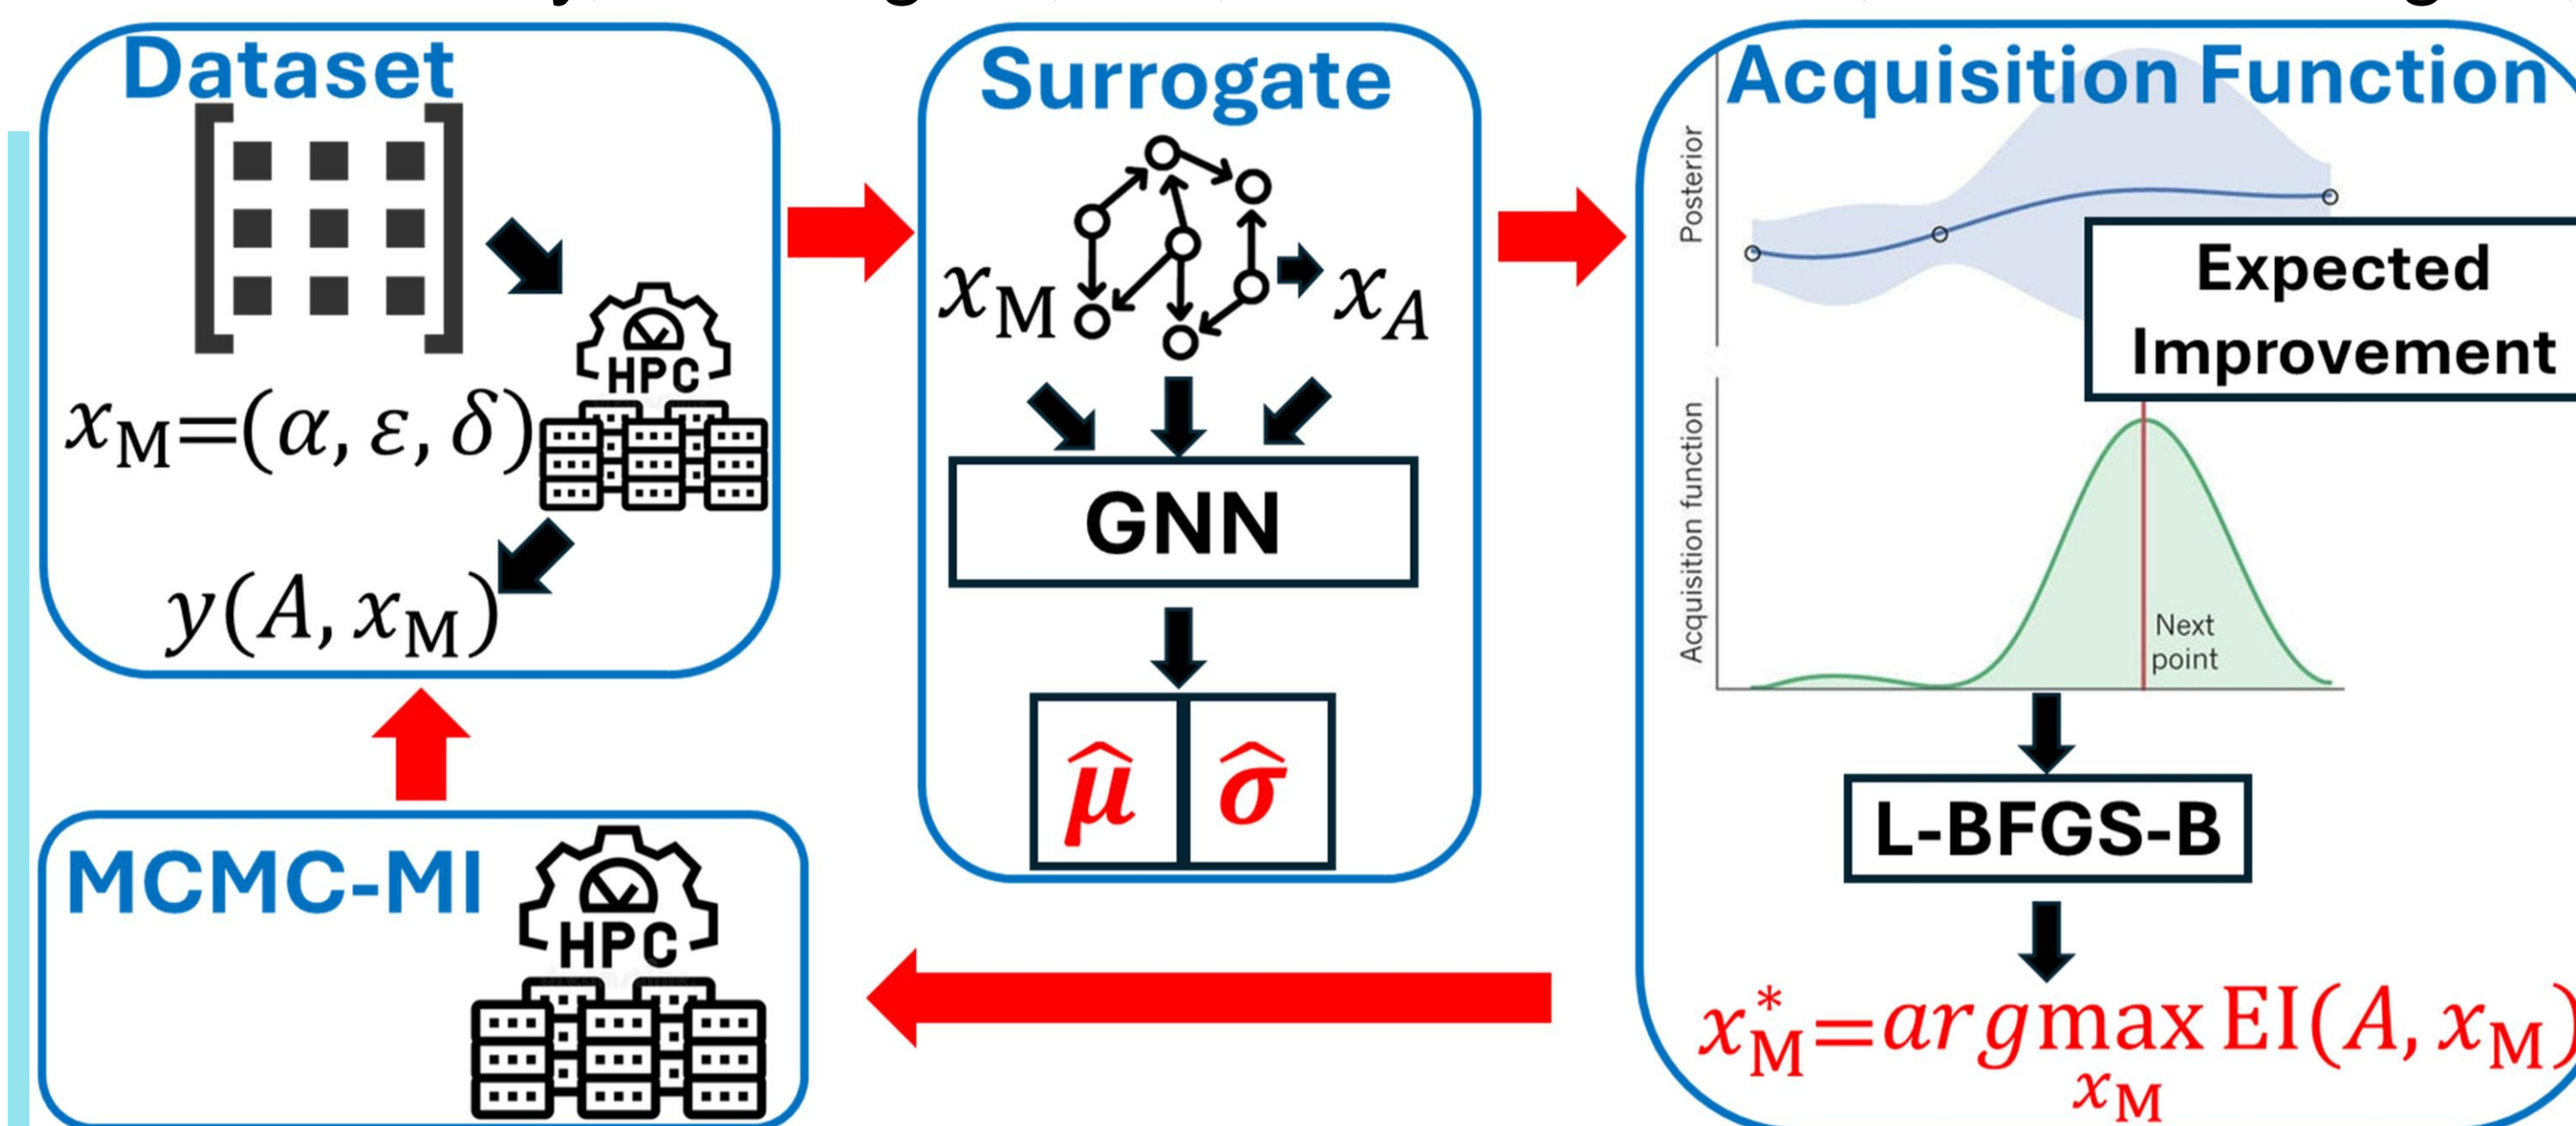 Dataset
HPC
x_M=(α, ε, δ)
y(A, x_M)
MCMC-MI
HPC
Surrogate
x_M
x_A
GNN
μ̂ σ̂
Acquisition Function
Posterior
Expected
Improvement
Acquisition function
Next
point
L-BFGS-B
x*_M=argmax EI(A, x_M)
x_M